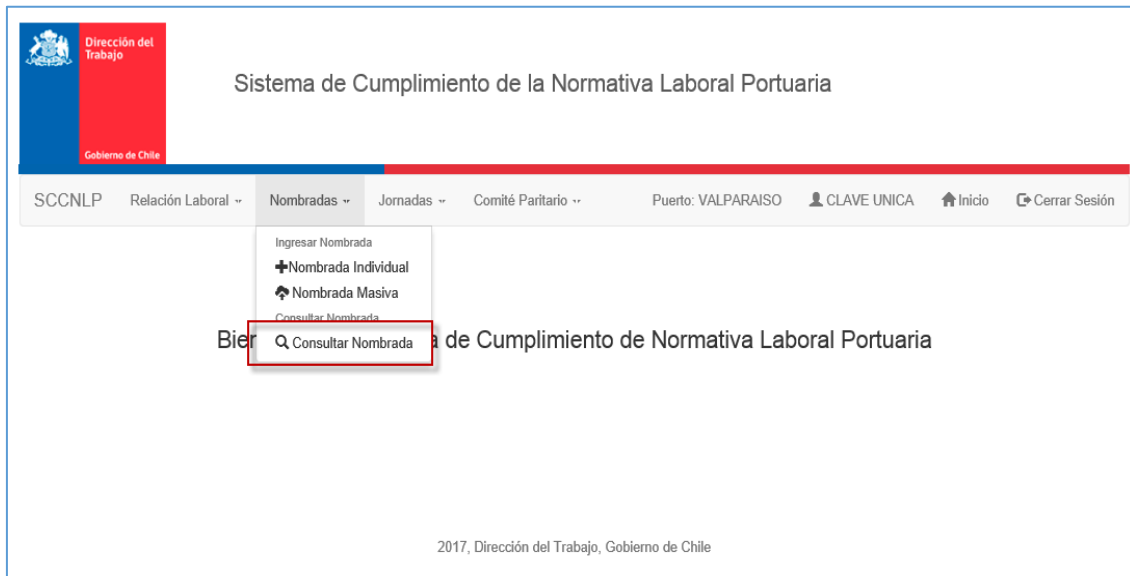 Dirección del
Trabajo
Gobierno de Chile
Sistema de Cumplimiento de la Normativa Laboral Portuaria
SCCNLP Relación Laboral Nombradas Jornadas Comité Paritario Puerto: VALPARAISO CLAVE UNICA Inicio Cerrar Sesión
Ingresar Nombrada
Nombrada Individual
Nombrada Masiva
Consultar Nombrada
Consultar Nombrada
de Cumplimiento de Normativa Laboral Portuaria
2017, Dirección del Trabajo, Gobierno de Chile